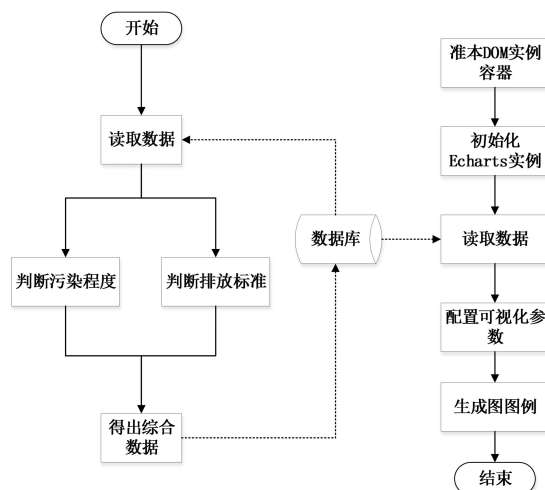 开始
读取数据
判断污染程度
判断排放标准
得出综合
数据
数据库
准本DOM实例
容器
初始化
Echarts实例
读取数据
配置可视化参
数
生成图图例
结束